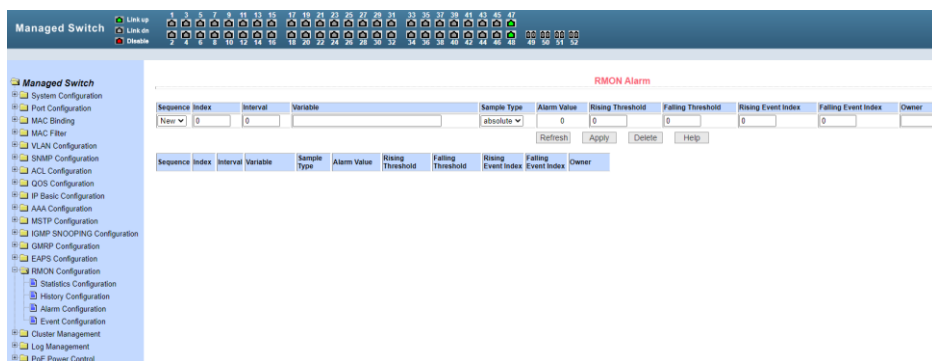 Managed Switch
Link up
Link dn
Disable
1 3 5 7 9 11 13 15 17 19 21 23 25 27 29 31 33 35 37 39 41 43 45 47
2 4 6 8 10 12 14 16 18 20 22 24 26 28 30 32 34 36 38 40 42 44 46 48 49 50 51 52
Managed Switch
System Configuration
Port Configuration
MAC Binding
MAC Filter
VLAN Configuration
SNMP Configuration
ACL Configuration
QOS Configuration
IP Basic Configuration
AAA Configuration
MSTP Configuration
IGMP SNOOPING Configuration
GMRP Configuration
EAPS Configuration
RMON Configuration
Statistics Configuration
History Configuration
Alarm Configuration
Event Configuration
Cluster Management
Log Management
PoE Power Control
RMON Alarm
Sequence Index Interval Variable Sample Type Alarm Value Rising Threshold Falling Threshold Rising Event Index Falling Event Index Owner
New 0 0 absolute 0 0 0 0 0
Refresh Apply Delete Help
Sequence Index Interval Variable Sample Type Alarm Value Rising Threshold Falling Threshold Rising Event Index Falling Event Index Owner